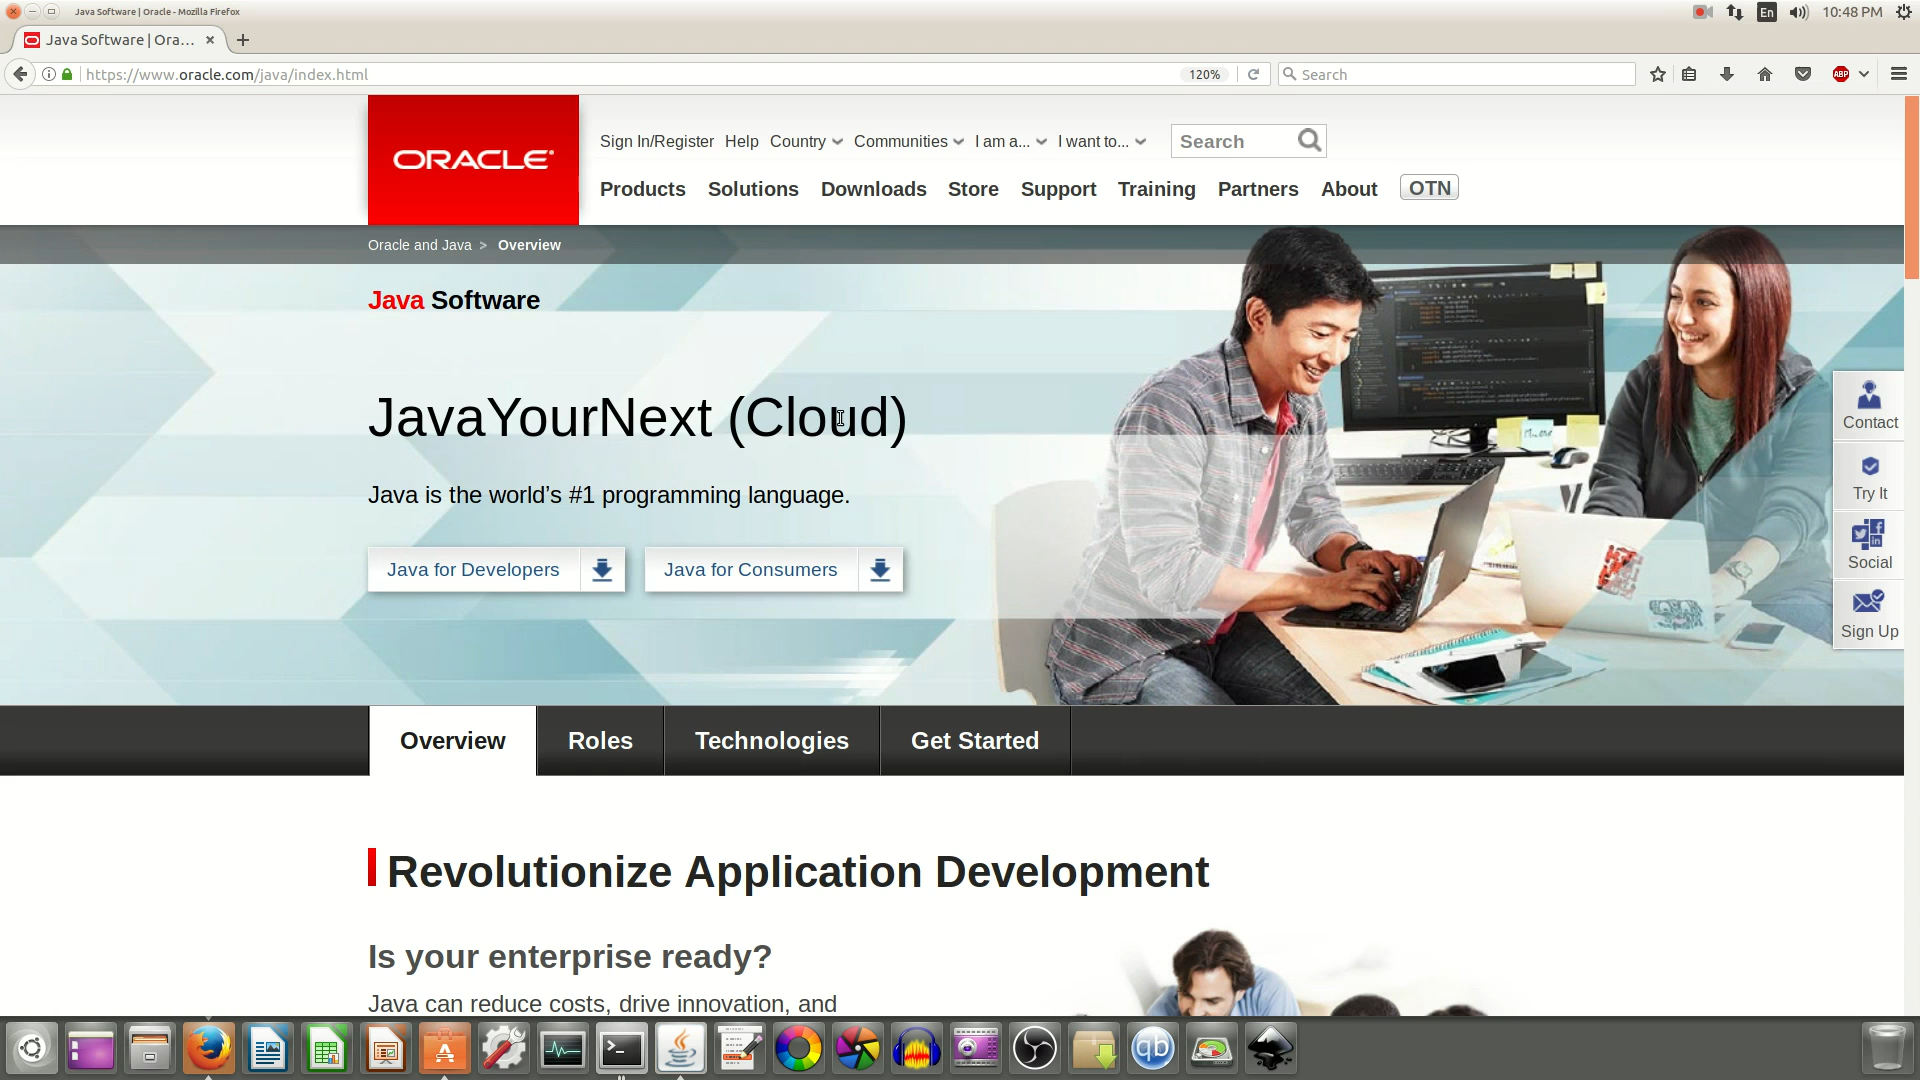 Java Software | Oracle - Mozilla Firefox
En
10:48 PM
Java Software | Ora...
https://www.oracle.com/java/index.html
120%
Search
ABP
ORACLE
Sign In/Register Help Country Communities I am a... I want to...
Search
Products Solutions Downloads Store Support Training Partners About OTN
Oracle and Java > Overview
Java Software
JavaYourNext (Cloud)
Java is the world's #1 programming language.
Java for Developers
Java for Consumers
Contact
Try It
Social
Sign Up
Overview Roles Technologies Get Started
Revolutionize Application Development
Is your enterprise ready?
Java can reduce costs, drive innovation, and
qb